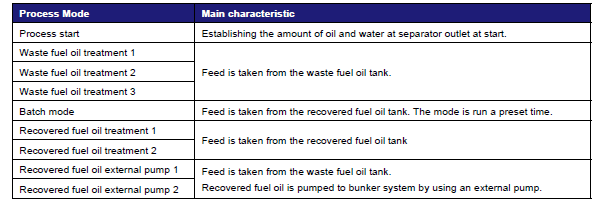 Process Mode Main characteristic
Process start Establishing the amount of oil and water at separator outlet at start.
Waste fuel oil treatment 1
Waste fuel oil treatment 2 Feed is taken from the waste fuel oil tank.
Waste fuel oil treatment 3
Batch mode Feed is taken from the recovered fuel oil tank. The mode is run a preset time.
Recovered fuel oil treatment 1
Feed is taken from the recovered fuel oil tank
Recovered fuel oil treatment 2
Recovered fuel oil external pump 1 Feed is taken from the waste fuel oil tank.
Recovered fuel oil external pump 2 Recovered fuel oil is pumped to bunker system by using an external pump.